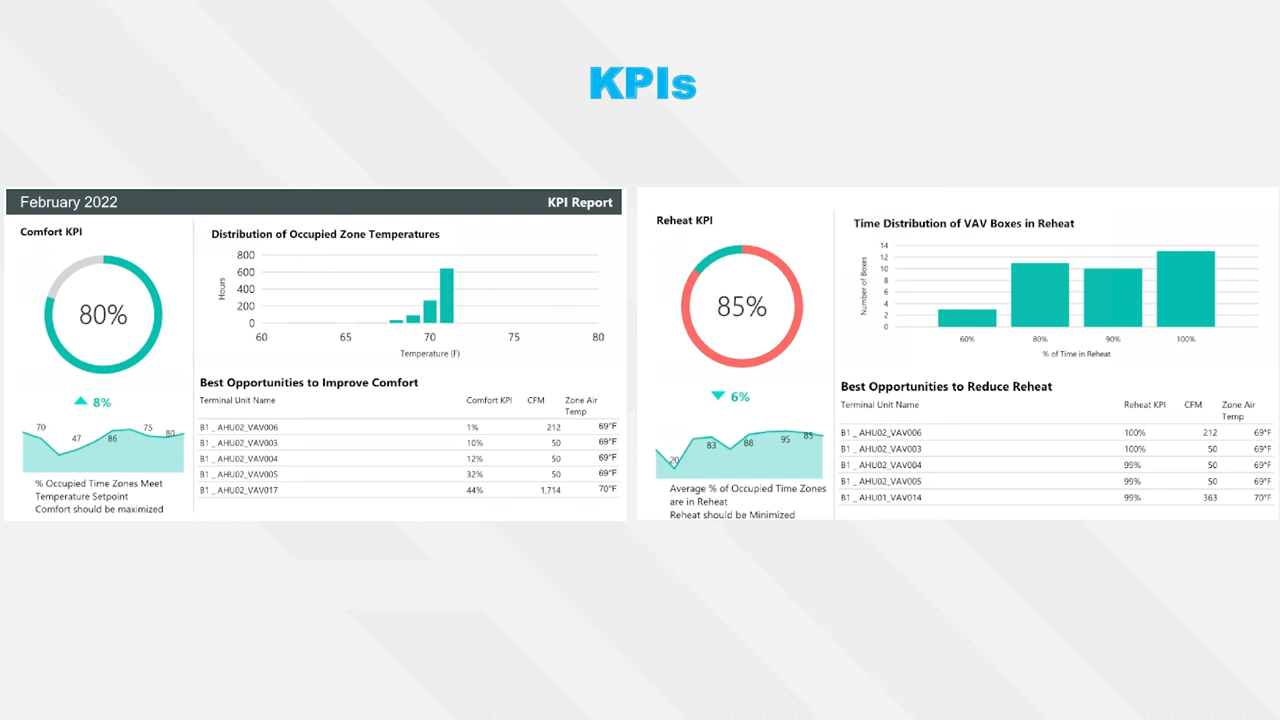 KPIs
February 2022
KPI Report
Comfort KPI
80%
8%
70
47
86
75
80
% Occupied Time Zones Meet
Temperature Setpoint
Comfort should be maximized
Distribution of Occupied Zone Temperatures
Hours
800
600
400
200
0
60 65 70 75 80
Temperature (F)
Best Opportunities to Improve Comfort
Terminal Unit Name Comfort KPI CFM Zone Air
Temp
B1 _ AHU02_VAV006 1% 212 69°F
B1 _ AHU02_VAV003 10% 50 69°F
B1 _ AHU02_VAV004 12% 50 69°F
B1 _ AHU02_VAV005 32% 50 69°F
B1 _ AHU02_VAV017 44% 1,714 70°F
Reheat KPI
85%
6%
20
83
88
95
85
Average % of Occupied Time Zones
are in Reheat
Reheat should be Minimized
Time Distribution of VAV Boxes in Reheat
Number of Boxes
14
12
10
8
6
4
2
0
60% 80% 90% 100%
% of Time in Reheat
Best Opportunities to Reduce Reheat
Terminal Unit Name Reheat KPI CFM Zone Air
Temp
B1 _ AHU02_VAV006 100% 212 69°F
B1 _ AHU02_VAV003 100% 50 69°F
B1 _ AHU02_VAV004 99% 50 69°F
B1 _ AHU02_VAV005 99% 50 69°F
B1 _ AHU01_VAV014 99% 363 70°F